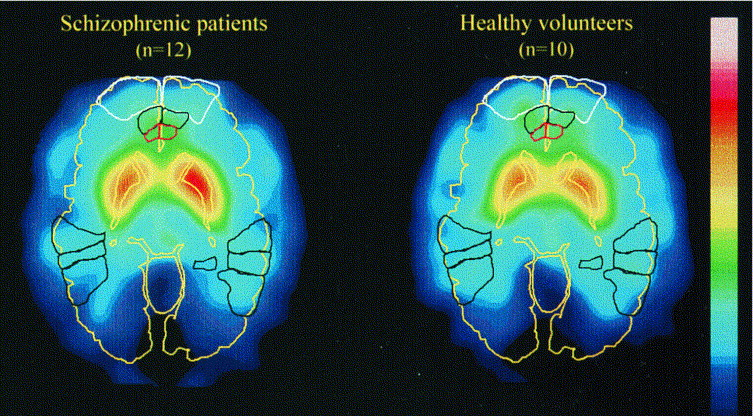 Schizophrenic patients
(n=12)
Healthy volunteers
(n=10)